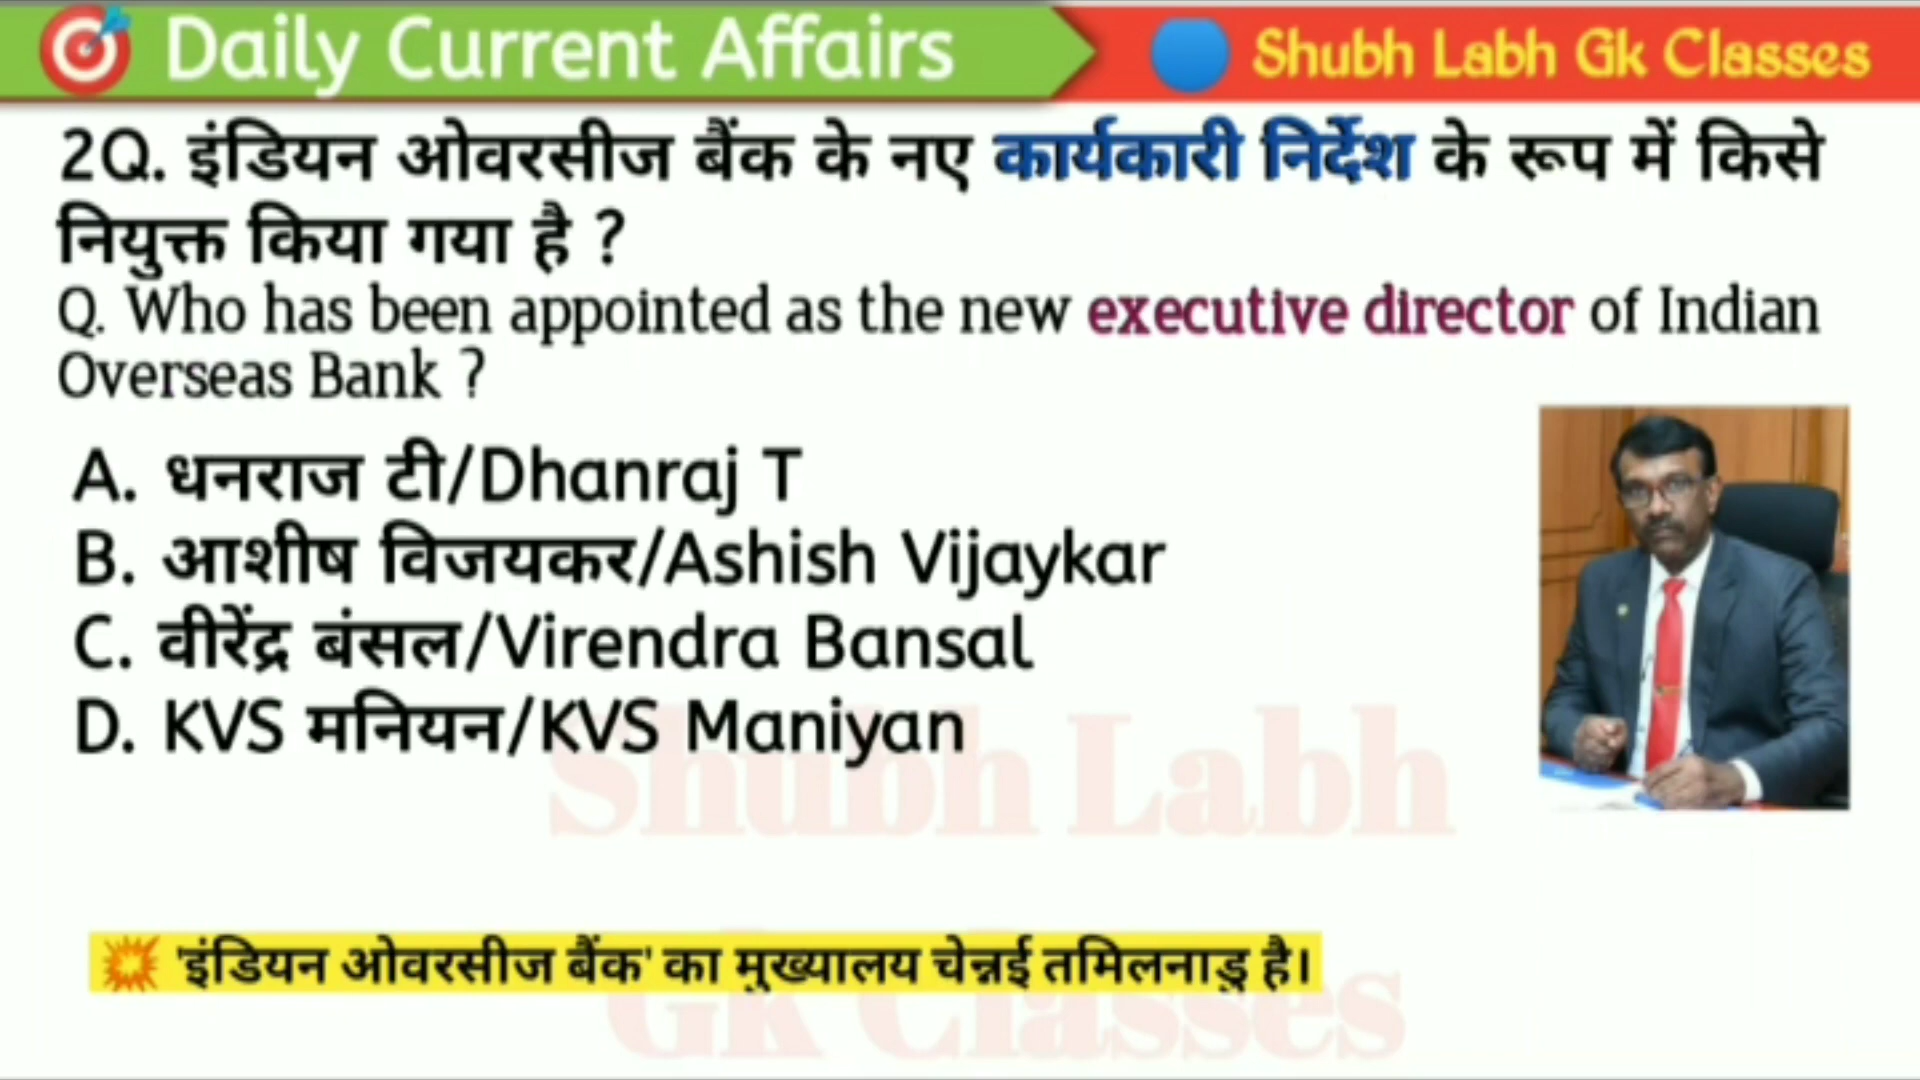 Daily Current Affairs
Shubh Labh Gk Classes
2Q. इंडियन ओवरसीज बैंक के नए कार्यकारी निर्देश के रूप में किसे
नियुक्त किया गया है ?
Q. Who has been appointed as the new executive director of Indian
Overseas Bank ?
A. धनराज टी/Dhanraj T
B. आशीष विजयकर/Ashish Vijaykar
C. वीरेंद्र बंसल/Virendra Bansal
D. KVS मनियन/KVS Maniyan
Shubh Labh
'इंडियन ओवरसीज बैंक' का मुख्यालय चेन्नई तमिलनाडु है।
Gk Classes